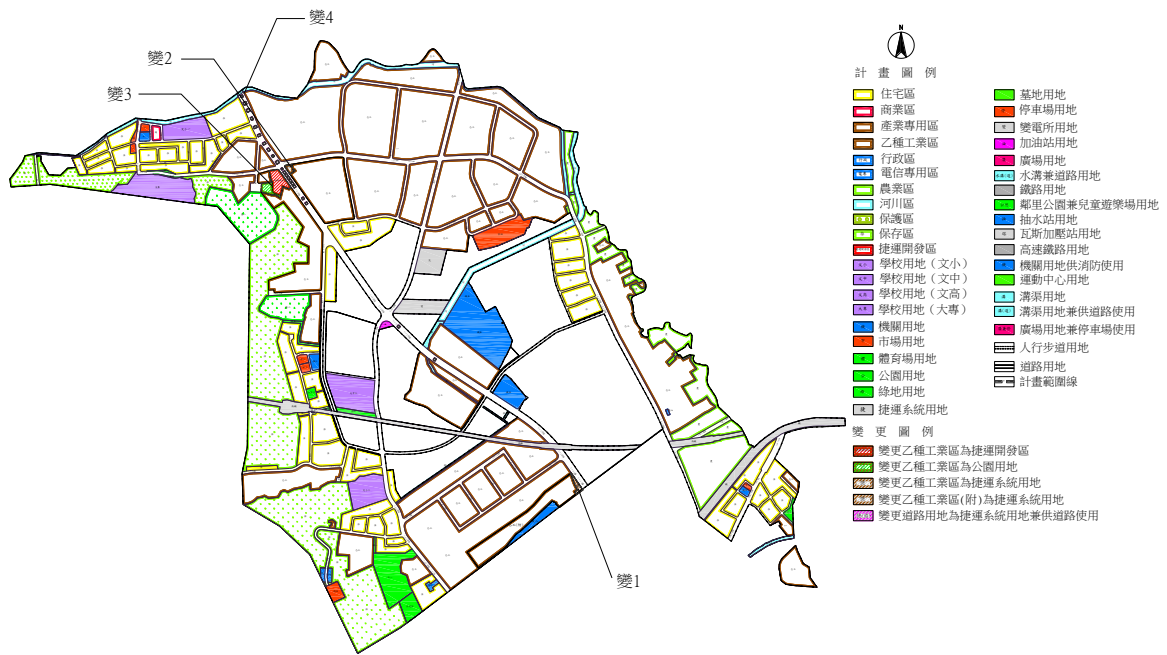 變4
變2
變3
變1
N
計畫圖例
住宅區
商業區
產業專用區
乙種工業區
行政區
電信專用區
農業區
河川區
保護區
保存區
捷運開發區
學校用地（文小）
學校用地（文中）
學校用地（文高）
學校用地（大專）
機關用地
市場用地
體育場用地
公園用地
綠地用地
捷運系統用地
墓地用地
停車場用地
變電所用地
加油站用地
廣場用地
水溝兼道路用地
鐵路用地
鄰里公園兼兒童遊樂場用地
抽水站用地
瓦斯加壓站用地
高速鐵路用地
機關用地供消防使用
運動中心用地
溝渠用地
溝渠用地兼供道路使用
廣場用地兼停車場使用
人行步道用地
道路用地
計畫範圍線
變更圖例
變更乙種工業區為捷運開發區
變更乙種工業區為公園用地
變更乙種工業區為捷運系統用地
變更乙種工業區(附)為捷運系統用地
變更道路用地為捷運系統用地兼供道路使用